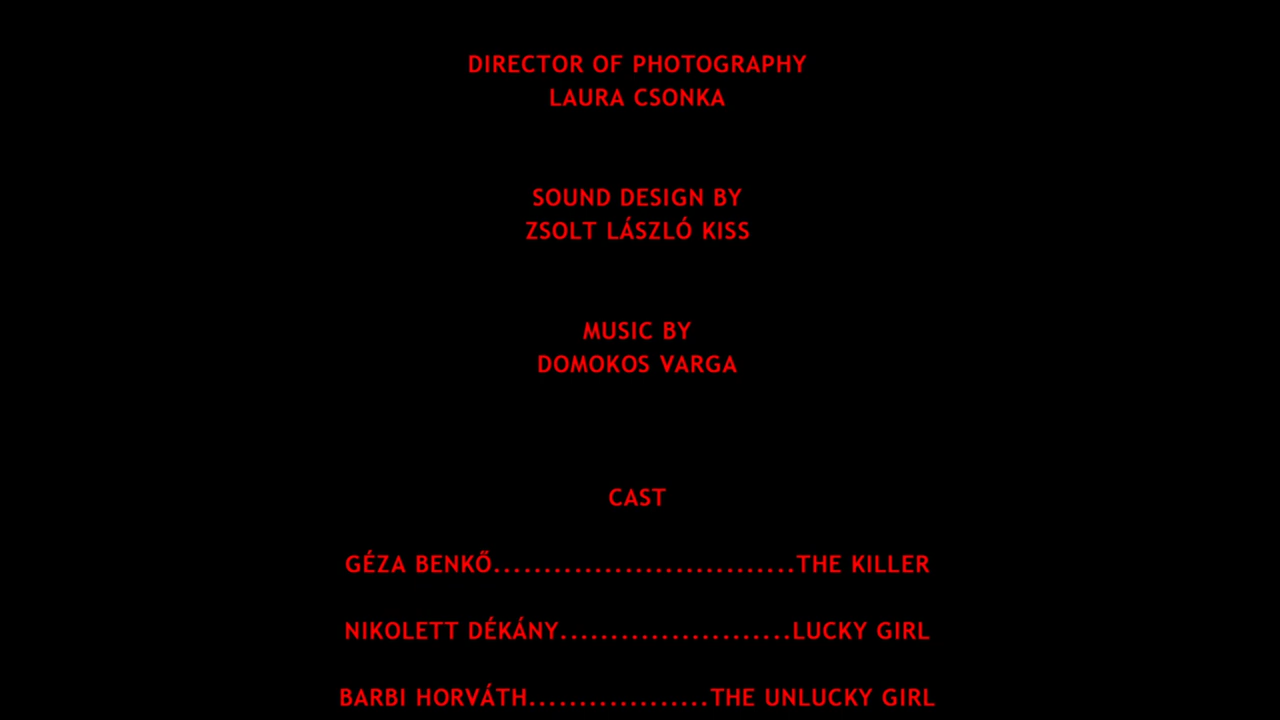 DIRECTOR OF PHOTOGRAPHY
LAURA CSONKA
SOUND DESIGN BY
ZSOLT LÁSZLÓ KISS
MUSIC BY
DOMOKOS VARGA
CAST
GÉZA BENKŐ..............................THE KILLER
NIKOLETT DÉKÁNY.......................LUCKY GIRL
BARBI HORVÁTH..................THE UNLUCKY GIRL